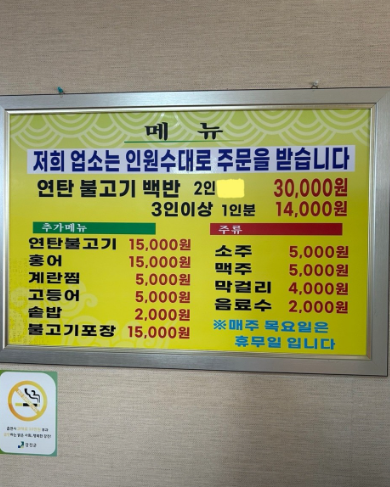 메 뉴
저희 업소는 인원수대로 주문을 받습니다
연탄 불고기 백반 2인 30,000원
3인이상 1인분 14,000원
추가메뉴
연탄불고기 15,000원
홍어 15,000원
계란찜 5,000원
고등어 5,000원
솥밥 2,000원
불고기포장 15,000원
주류
소주 5,000원
맥주 5,000원
막걸리 4,000원
음료수 2,000원
※매주 목요일은
휴무일 입니다